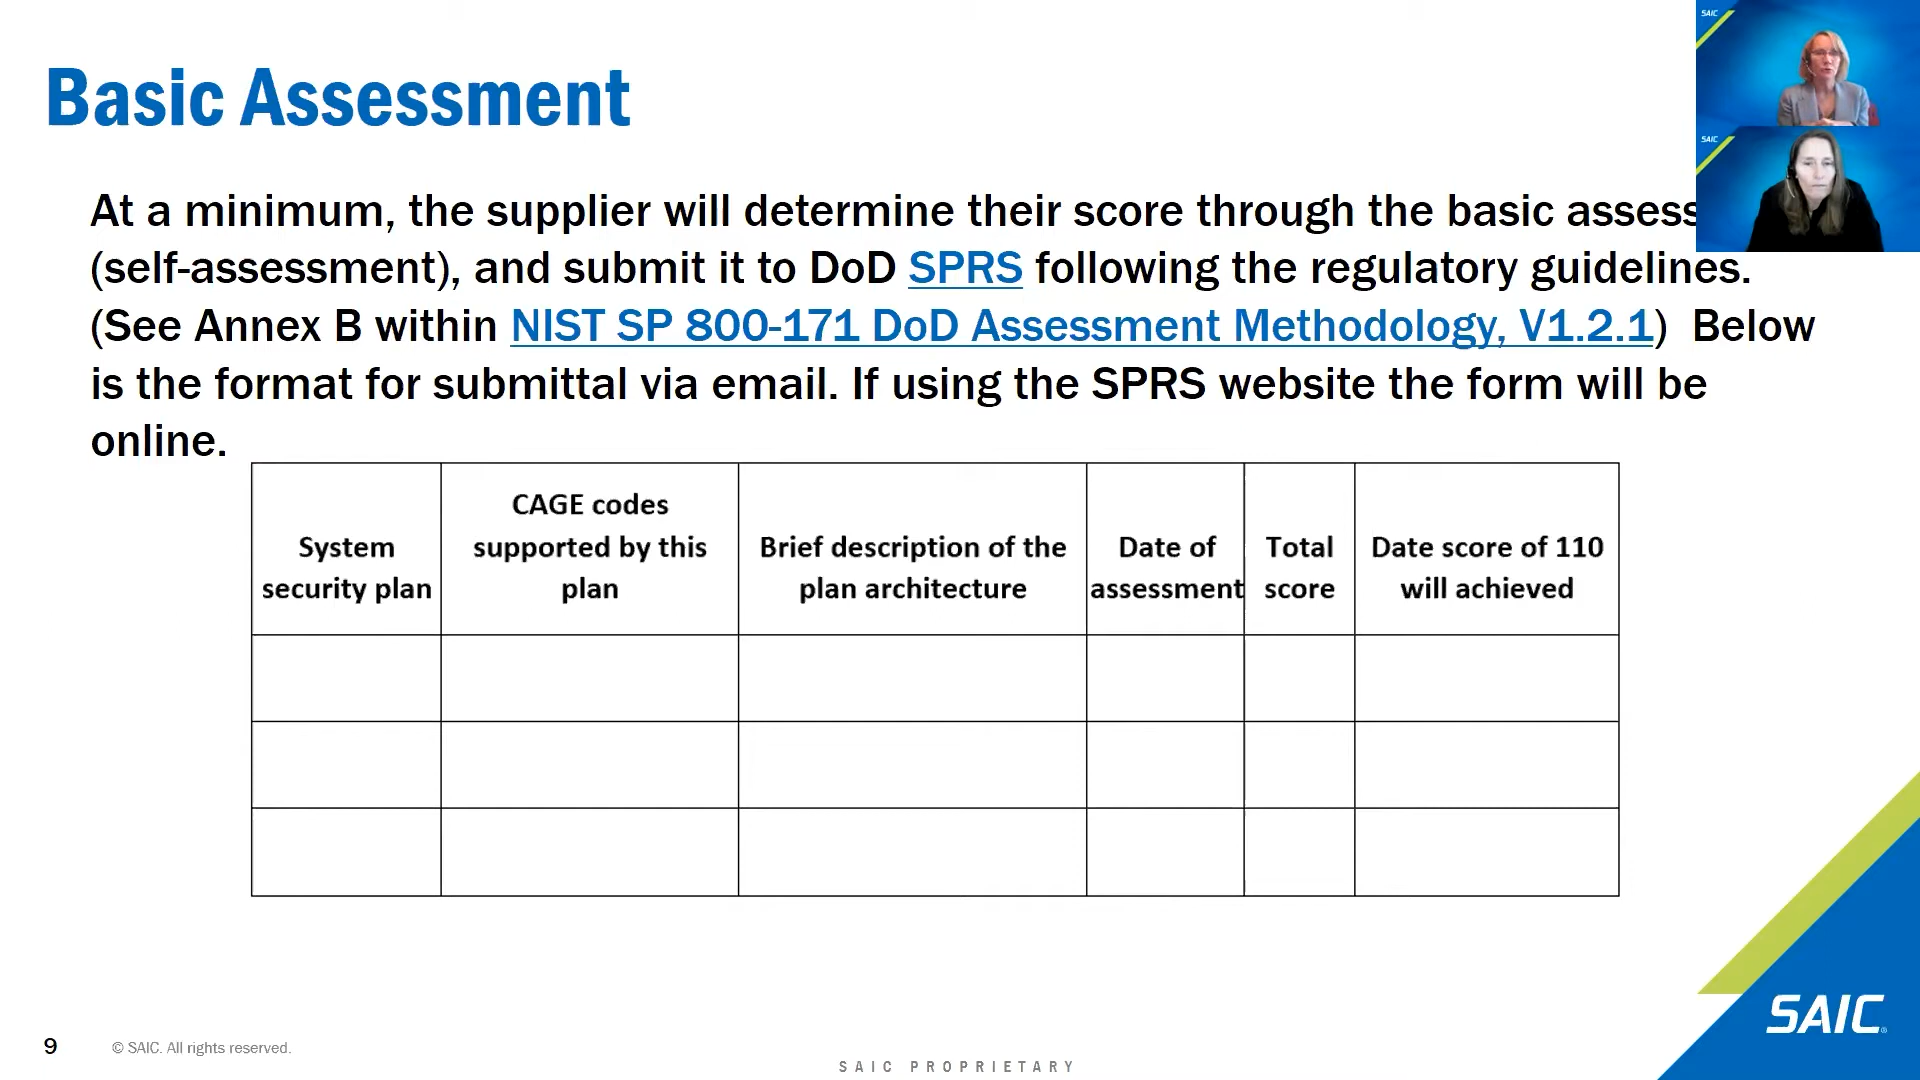 Basic Assessment
At a minimum, the supplier will determine their score through the basic assess
(self-assessment), and submit it to DoD SPRS following the regulatory guidelines.
(See Annex B within NIST SP 800-171 DoD Assessment Methodology, V1.2.1) Below
is the format for submittal via email. If using the SPRS website the form will be
online.
System
security plan
CAGE codes
supported by this
plan
Brief description of the
plan architecture
Date of
assessment
Total
score
Date score of 110
will achieved
9
© SAIC. All rights reserved.
SAIC PROPRIETARY
SAIC®
SAIC
SAIC